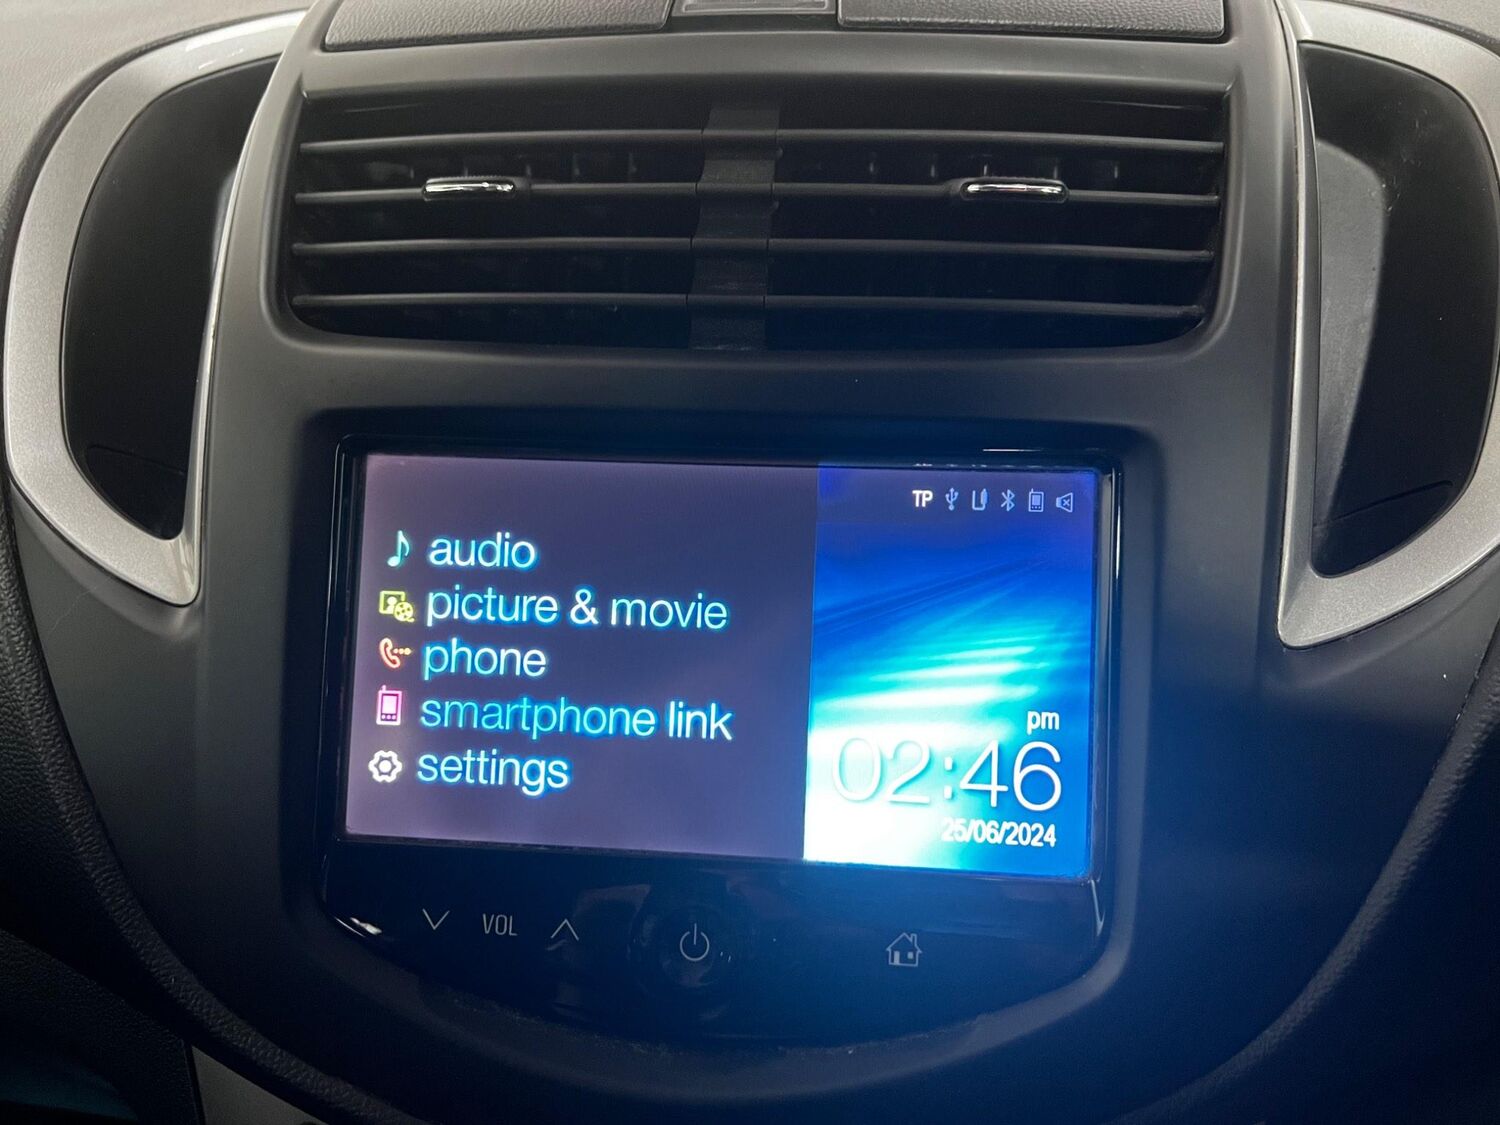 TP
audio
picture & movie
phone
smartphone link
settings
pm
02:46
25/06/2024
VOL